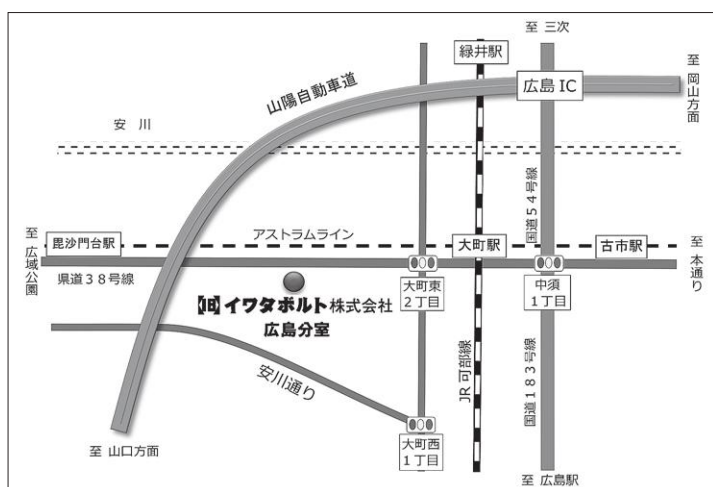 至 三次
緑井駅
至 岡山方面
広島 IC
山陽自動車道
安 川
国道54号線
アストラムライン
至 広域公園
毘沙門台駅
大町駅
古市駅
至 本通り
県道38号線
大町東
2丁目
中須
1丁目
イワタボルト株式会社
広島分室
安川通り
JR可部線
国道183号線
大町西
1丁目
至 山口方面
至 広島駅